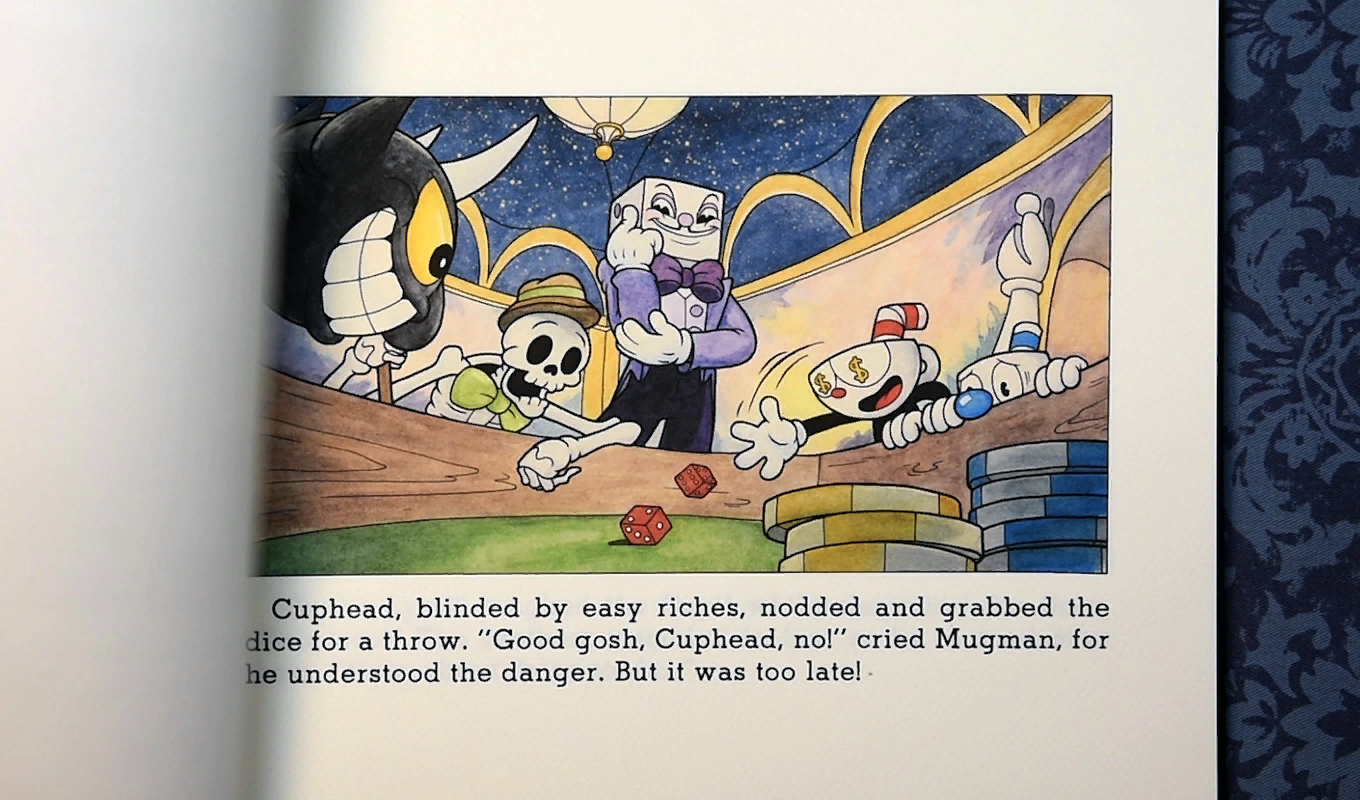 Cuphead, blinded by easy riches, nodded and grabbed the
dice for a throw. "Good gosh, Cuphead, no!" cried Mugman, for
he understood the danger. But it was too late!